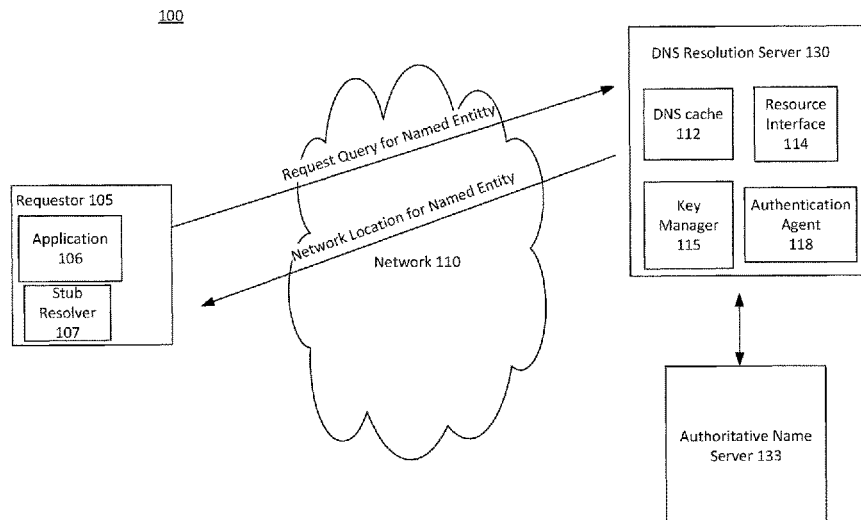 100
DNS Resolution Server 130
DNS cache
112
Resource
Interface
114
Key
Manager
115
Authentication
Agent
118
Request Query for Named Entitty
Network Location for Named Entity
Network 110
Requestor 105
Application
106
Stub
Resolver
107
Authoritative Name
Server 133